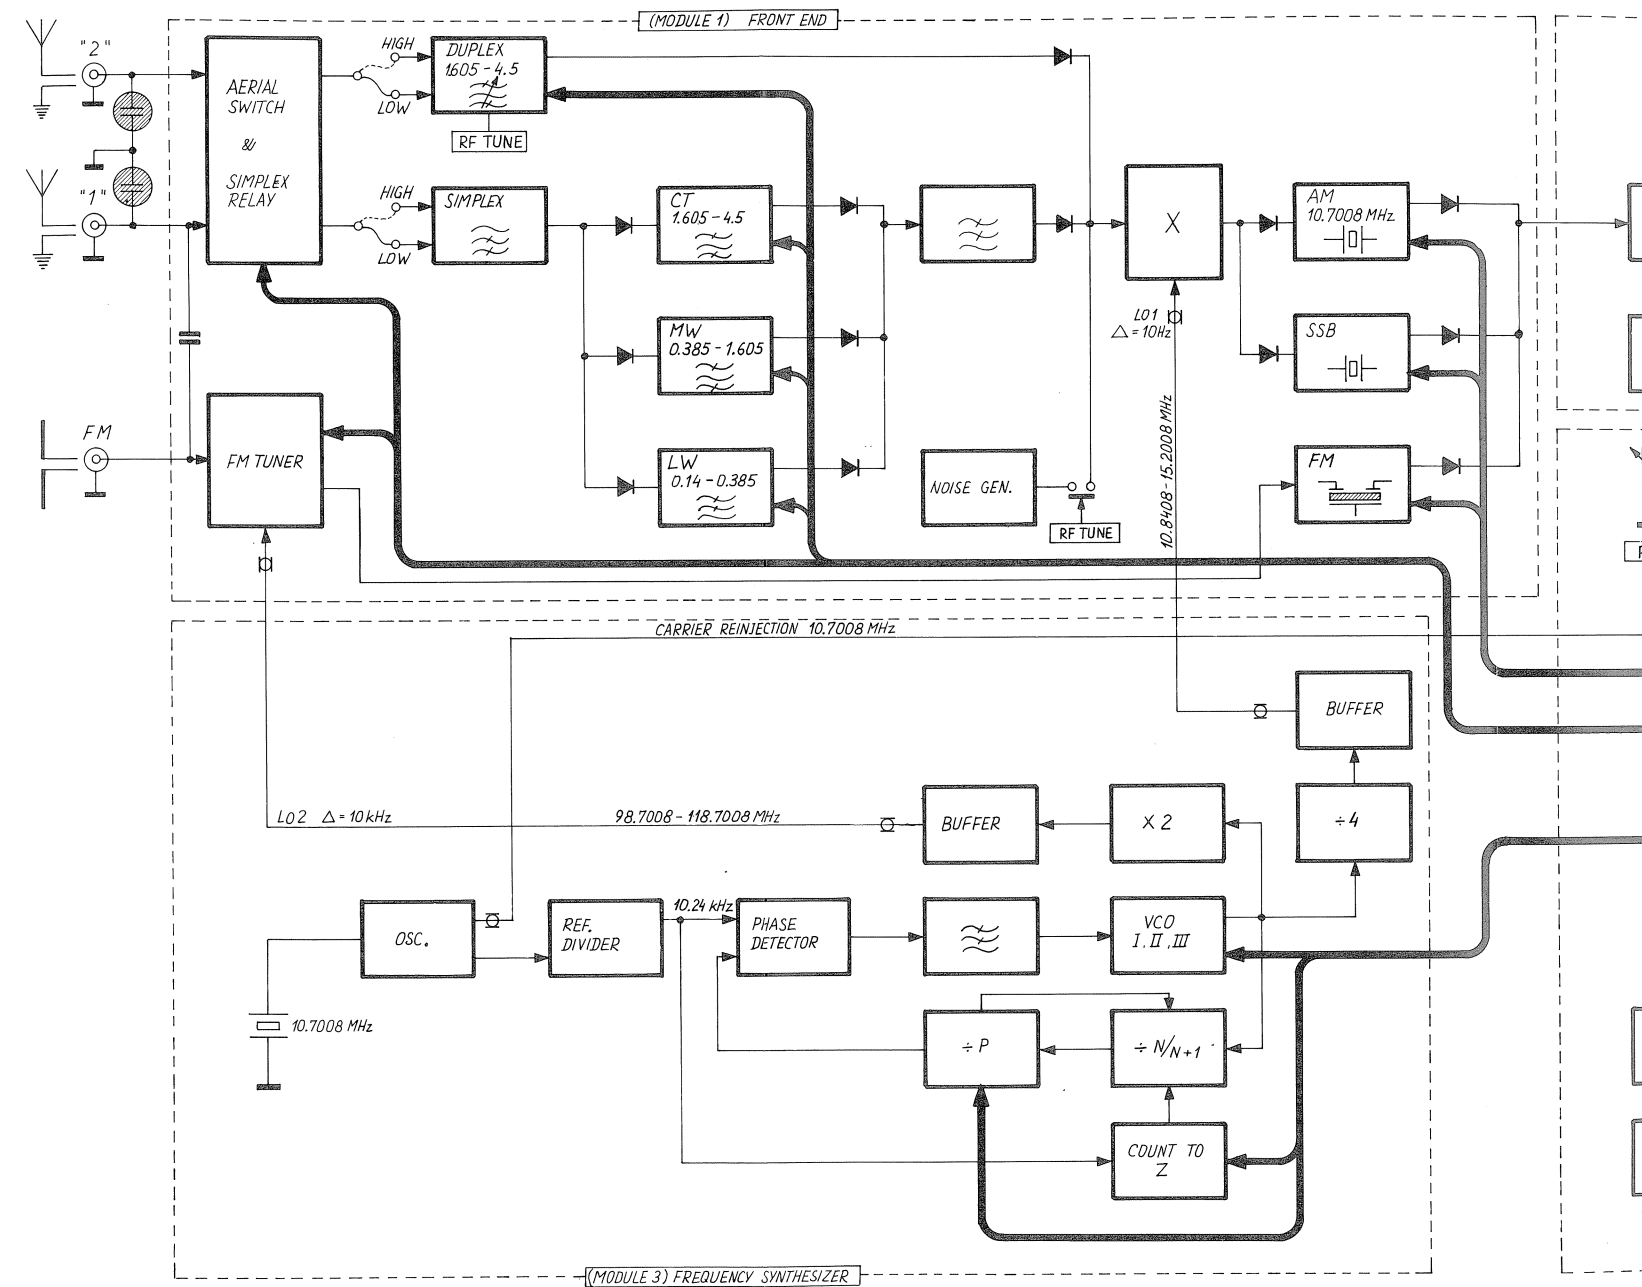 (MODULE 1) FRONT END
"2"
AERIAL
SWITCH
&
SIMPLEX
RELAY
HIGH
LOW
DUPLEX
1.605-4.5
RF TUNE
"1"
HIGH
LOW
SIMPLEX
CT
1.605-4.5
X
AM
10.7008 MHz
LO1
Δ = 10Hz
MW
0.385-1.605
SSB
FM
FM TUNER
LW
0.14-0.385
NOISE GEN.
RF TUNE
10.8408-15.2008 MHz
FM
CARRIER REINJECTION 10.7008 MHz
BUFFER
LO2 Δ = 10 kHz
98.7008-118.7008 MHz
BUFFER
X 2
÷ 4
OSC.
REF.
DIVIDER
10.24 kHz
PHASE
DETECTOR
VCO
I, II, III
10.7008 MHz
÷ P
÷ N/N+1
COUNT TO
Z
(MODULE 3) FREQUENCY SYNTHESIZER